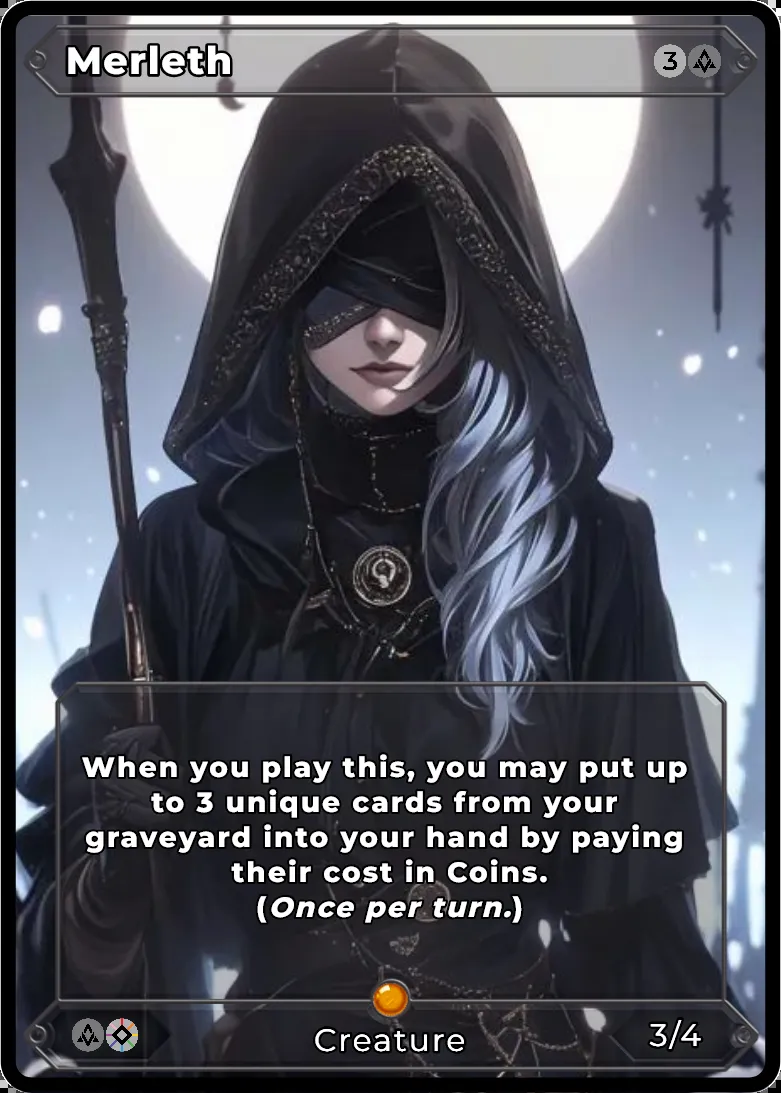 Merleth
3
When you play this, you may put up
to 3 unique cards from your
graveyard into your hand by paying
their cost in Coins.
(Once per turn.)
Creature
3/4